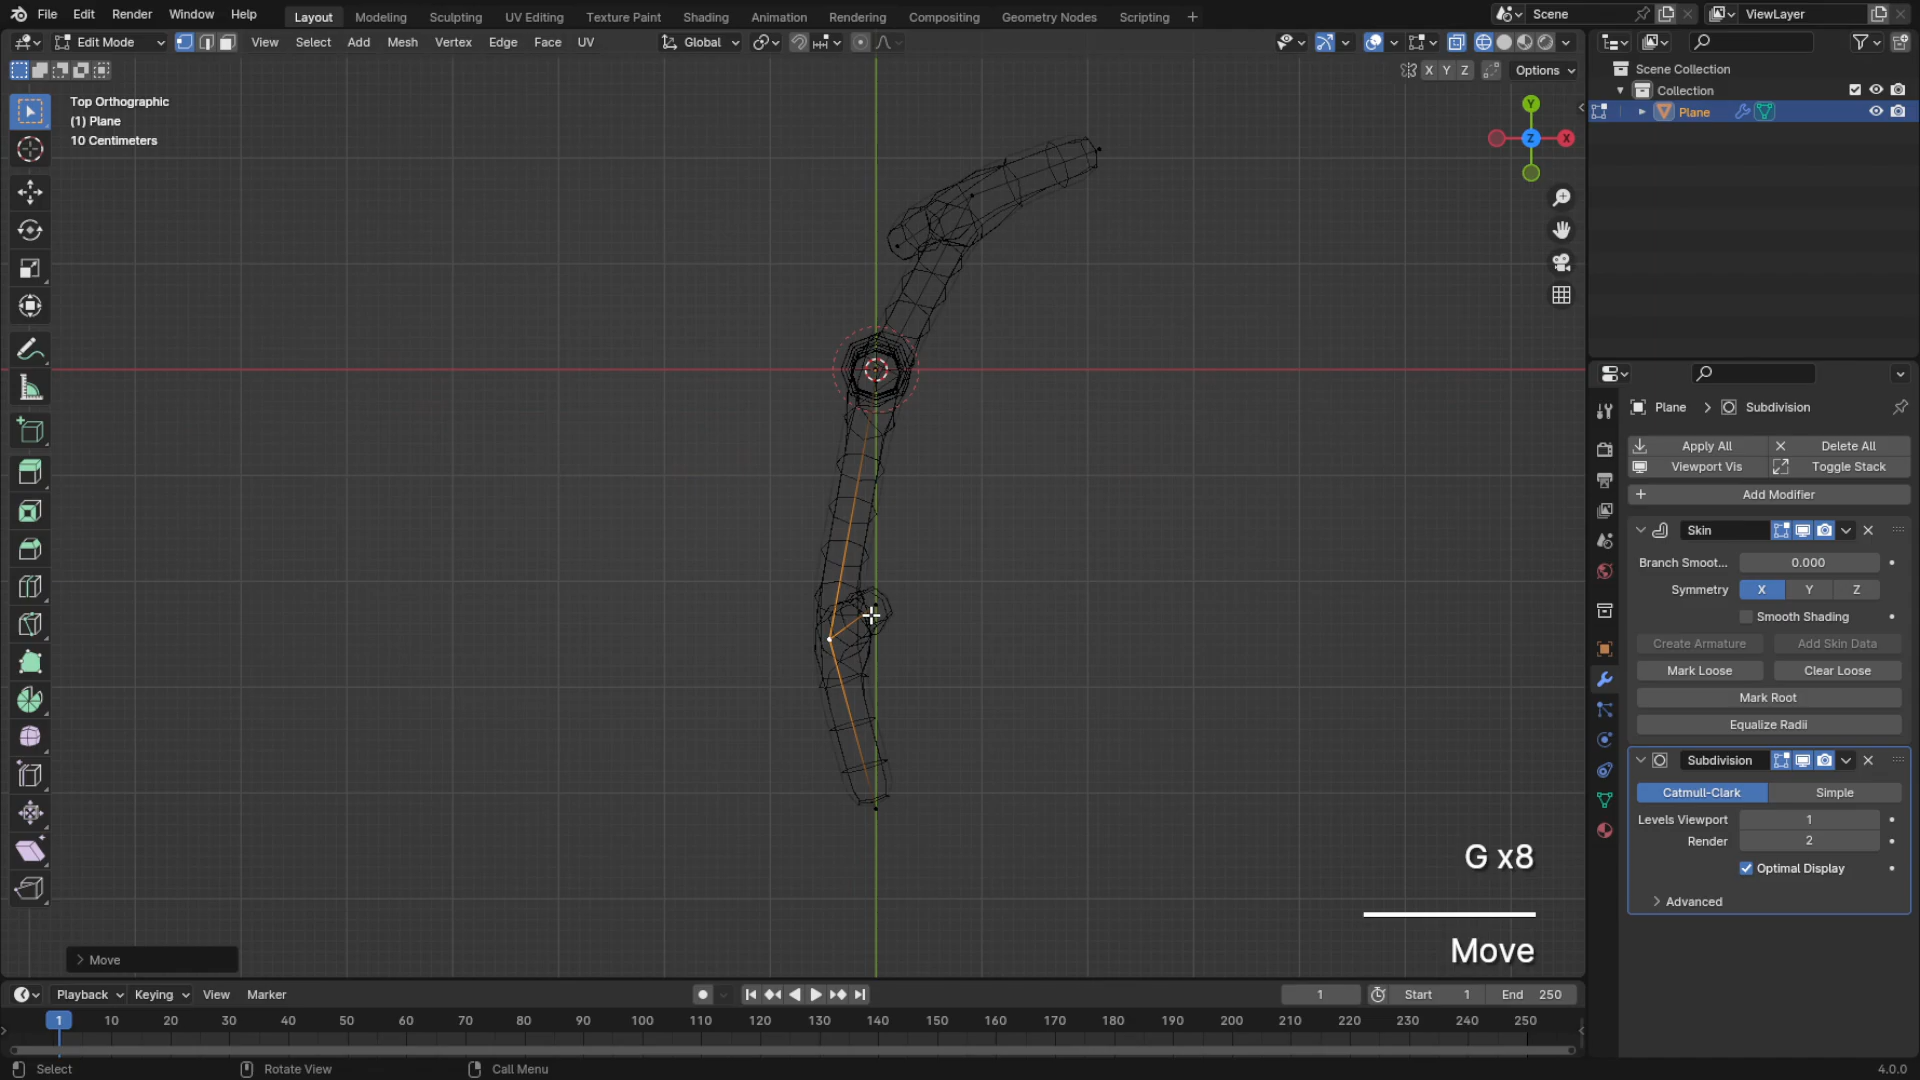 File Edit Render Window Help Layout Modeling Sculpting UV Editing Texture Paint Shading Animation Rendering Compositing Geometry Nodes Scripting + Scene ViewLayer
Edit Mode View Select Add Mesh Vertex Edge Face UV Global
X Y Z Options
Scene Collection
Collection
Plane
Top Orthographic
(1) Plane
10 Centimeters
Y
Z X
Plane > Subdivision
Apply All Delete All
Viewport Vis Toggle Stack
Add Modifier
Skin
Branch Smoot... 0.000
Symmetry X Y Z
Smooth Shading
Create Armature Add Skin Data
Mark Loose Clear Loose
Mark Root
Equalize Radii
Subdivision
Catmull-Clark Simple
Levels Viewport 1
Render 2
Optimal Display
Advanced
G x8
Move
> Move
Playback Keying View Marker 1 Start 1 End 250
1 10 20 30 40 50 60 70 80 90 100 110 120 130 140 150 160 170 180 190 200 210 220 230 240 250
Select Rotate View Call Menu 4.0.0